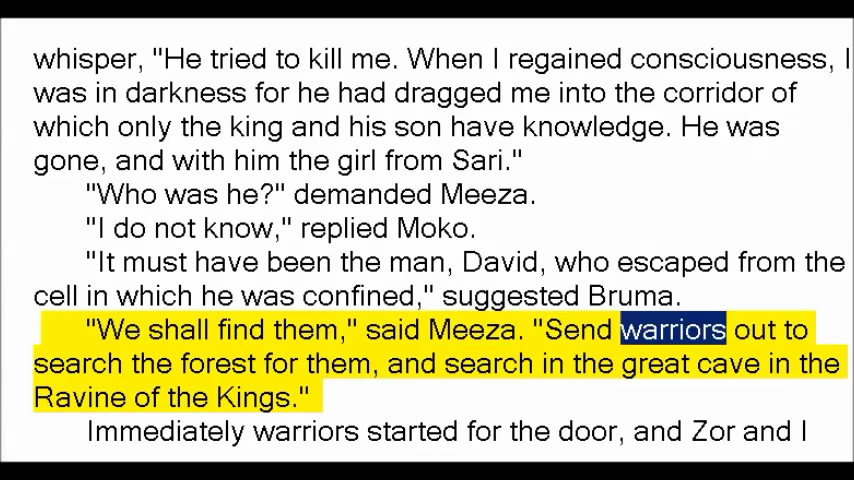 whisper, "He tried to kill me. When I regained consciousness, I
was in darkness for he had dragged me into the corridor of
which only the king and his son have knowledge. He was
gone, and with him the girl from Sari."
"Who was he?" demanded Meeza.
"I do not know," replied Moko.
"It must have been the man, David, who escaped from the
cell in which he was confined," suggested Bruma.
"We shall find them," said Meeza. "Send warriors out to
search the forest for them, and search in the great cave in the
Ravine of the Kings."
Immediately warriors started for the door, and Zor and I